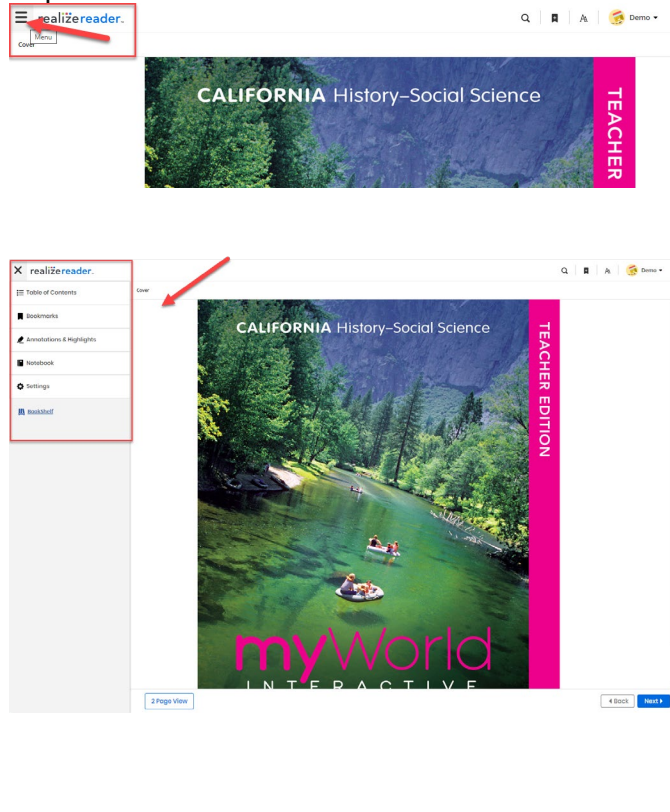 realizereader.
Demo
Menu
Cover
CALIFORNIA History–Social Science
TEACHER
realizereader.
Demo
Table of Contents
Cover
Bookmarks
Annotations & Highlights
Notebook
Settings
Bookshelf
CALIFORNIA History–Social Science
TEACHER EDITION
myWorld
INTERACTIVE
2 Page View
Back
Next